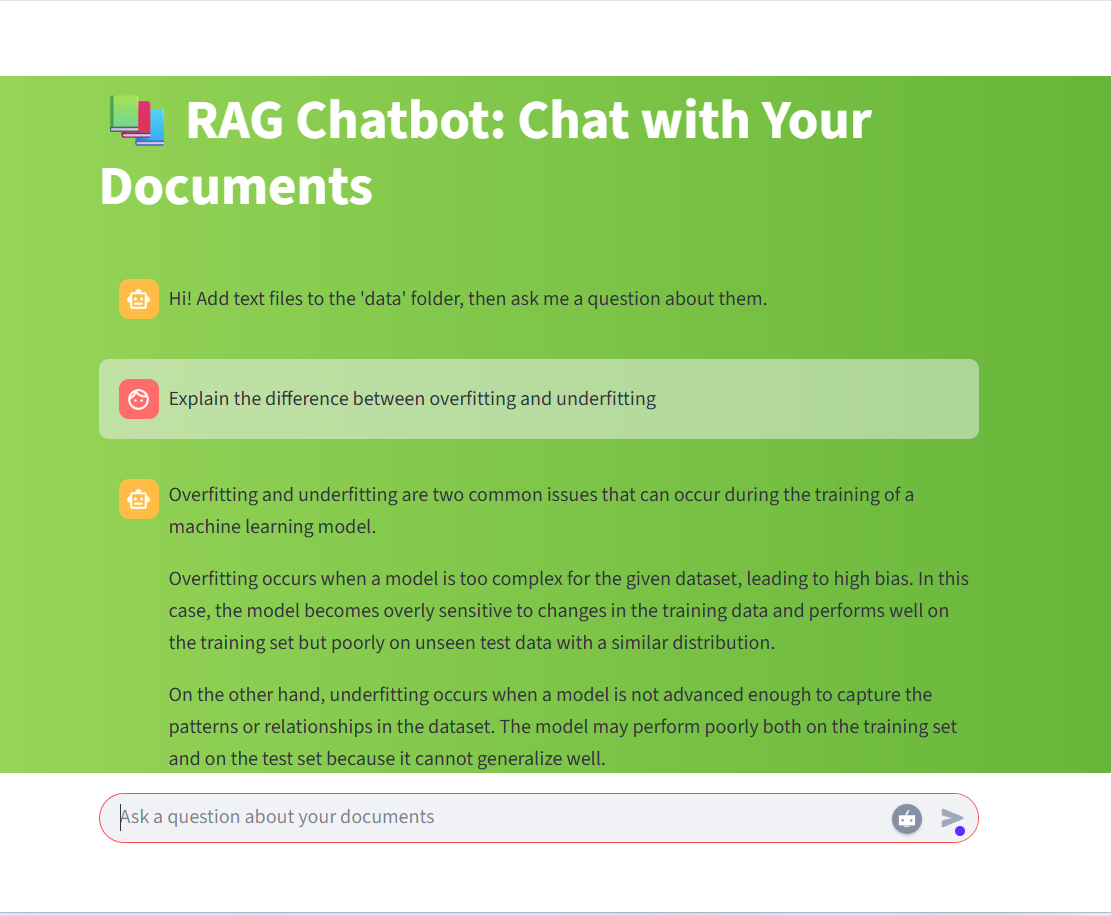 RAG Chatbot: Chat with Your
Documents
Hi! Add text files to the 'data' folder, then ask me a question about them.
Explain the difference between overfitting and underfitting
Overfitting and underfitting are two common issues that can occur during the training of a
machine learning model.
Overfitting occurs when a model is too complex for the given dataset, leading to high bias. In this
case, the model becomes overly sensitive to changes in the training data and performs well on
the training set but poorly on unseen test data with a similar distribution.
On the other hand, underfitting occurs when a model is not advanced enough to capture the
patterns or relationships in the dataset. The model may perform poorly both on the training set
and on the test set because it cannot generalize well.
Ask a question about your documents